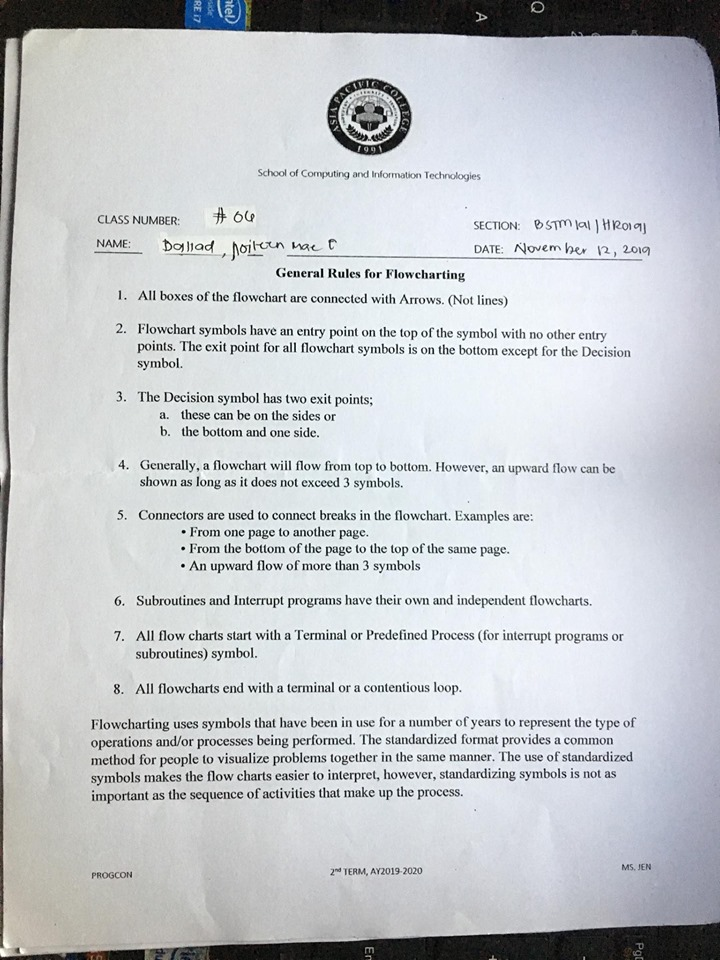 intel
inside
RE i7
A
Q
ASIA PACIFIC COLLEGE
1991
School of Computing and Information Technologies
CLASS NUMBER: # 06
SECTION: BSTM191 | HR0191
NAME: Mae
DATE: November 12, 2019
General Rules for Flowcharting
1. All boxes of the flowchart are connected with Arrows. (Not lines)
2. Flowchart symbols have an entry point on the top of the symbol with no other entry
points. The exit point for all flowchart symbols is on the bottom except for the Decision
symbol.
3. The Decision symbol has two exit points;
a. these can be on the sides or
b. the bottom and one side.
4. Generally, a flowchart will flow from top to bottom. However, an upward flow can be
shown as long as it does not exceed 3 symbols.
5. Connectors are used to connect breaks in the flowchart. Examples are:
• From one page to another page.
• From the bottom of the page to the top of the same page.
• An upward flow of more than 3 symbols
6. Subroutines and Interrupt programs have their own and independent flowcharts.
7. All flow charts start with a Terminal or Predefined Process (for interrupt programs or
subroutines) symbol.
8. All flowcharts end with a terminal or a contentious loop.
Flowcharting uses symbols that have been in use for a number of years to represent the type of
operations and/or processes being performed. The standardized format provides a common
method for people to visualize problems together in the same manner. The use of standardized
symbols makes the flow charts easier to interpret, however, standardizing symbols is not as
important as the sequence of activities that make up the process.
PROGCON
2nd TERM, AY2019-2020
MS. JEN
En
PgD